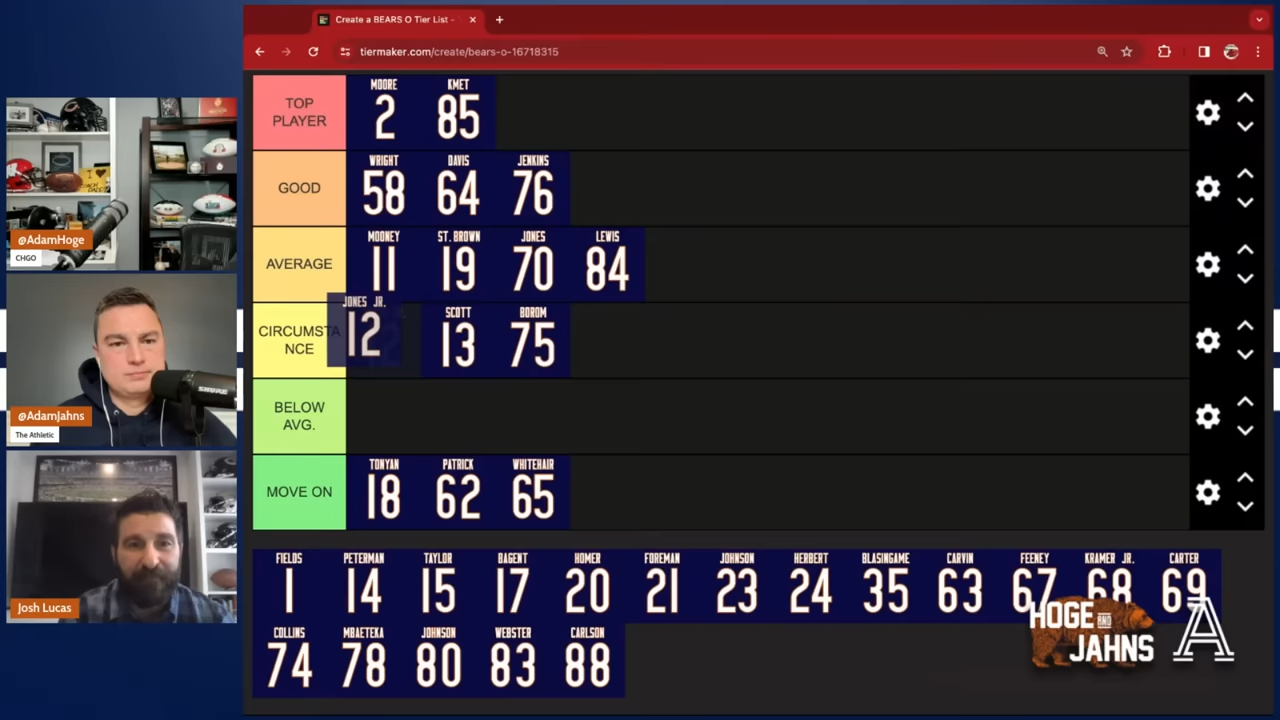 Create a BEARS O Tier List -
tiermaker.com/create/bears-o-16718315
TOP PLAYER
MOORE 2
KMET 85
GOOD
WRIGHT 58
DAVIS 64
JENKINS 76
AVERAGE
MOONEY 11
ST. BROWN 19
JONES 70
LEWIS 84
CIRCUMSTA
NCE
JONES JR. 12
SCOTT 13
BOROM 75
BELOW AVG.
MOVE ON
TONYAN 18
PATRICK 62
WHITEHAIR 65
FIELDS 1
PETERMAN 14
TAYLOR 15
BAGENT 17
HOMER 20
FOREMAN 21
JOHNSON 23
HERBERT 24
BLASINGAME 35
CARVIN 63
FEENEY 67
KRAMER JR. 68
CARTER 69
COLLINS 74
MBAETEKA 78
JOHNSON 80
WEBSTER 83
CARLSON 88
@AdamHoge
CHGO
@AdamJahns
The Athletic
SHURE
Josh Lucas
HOGE AND
JAHNS
A